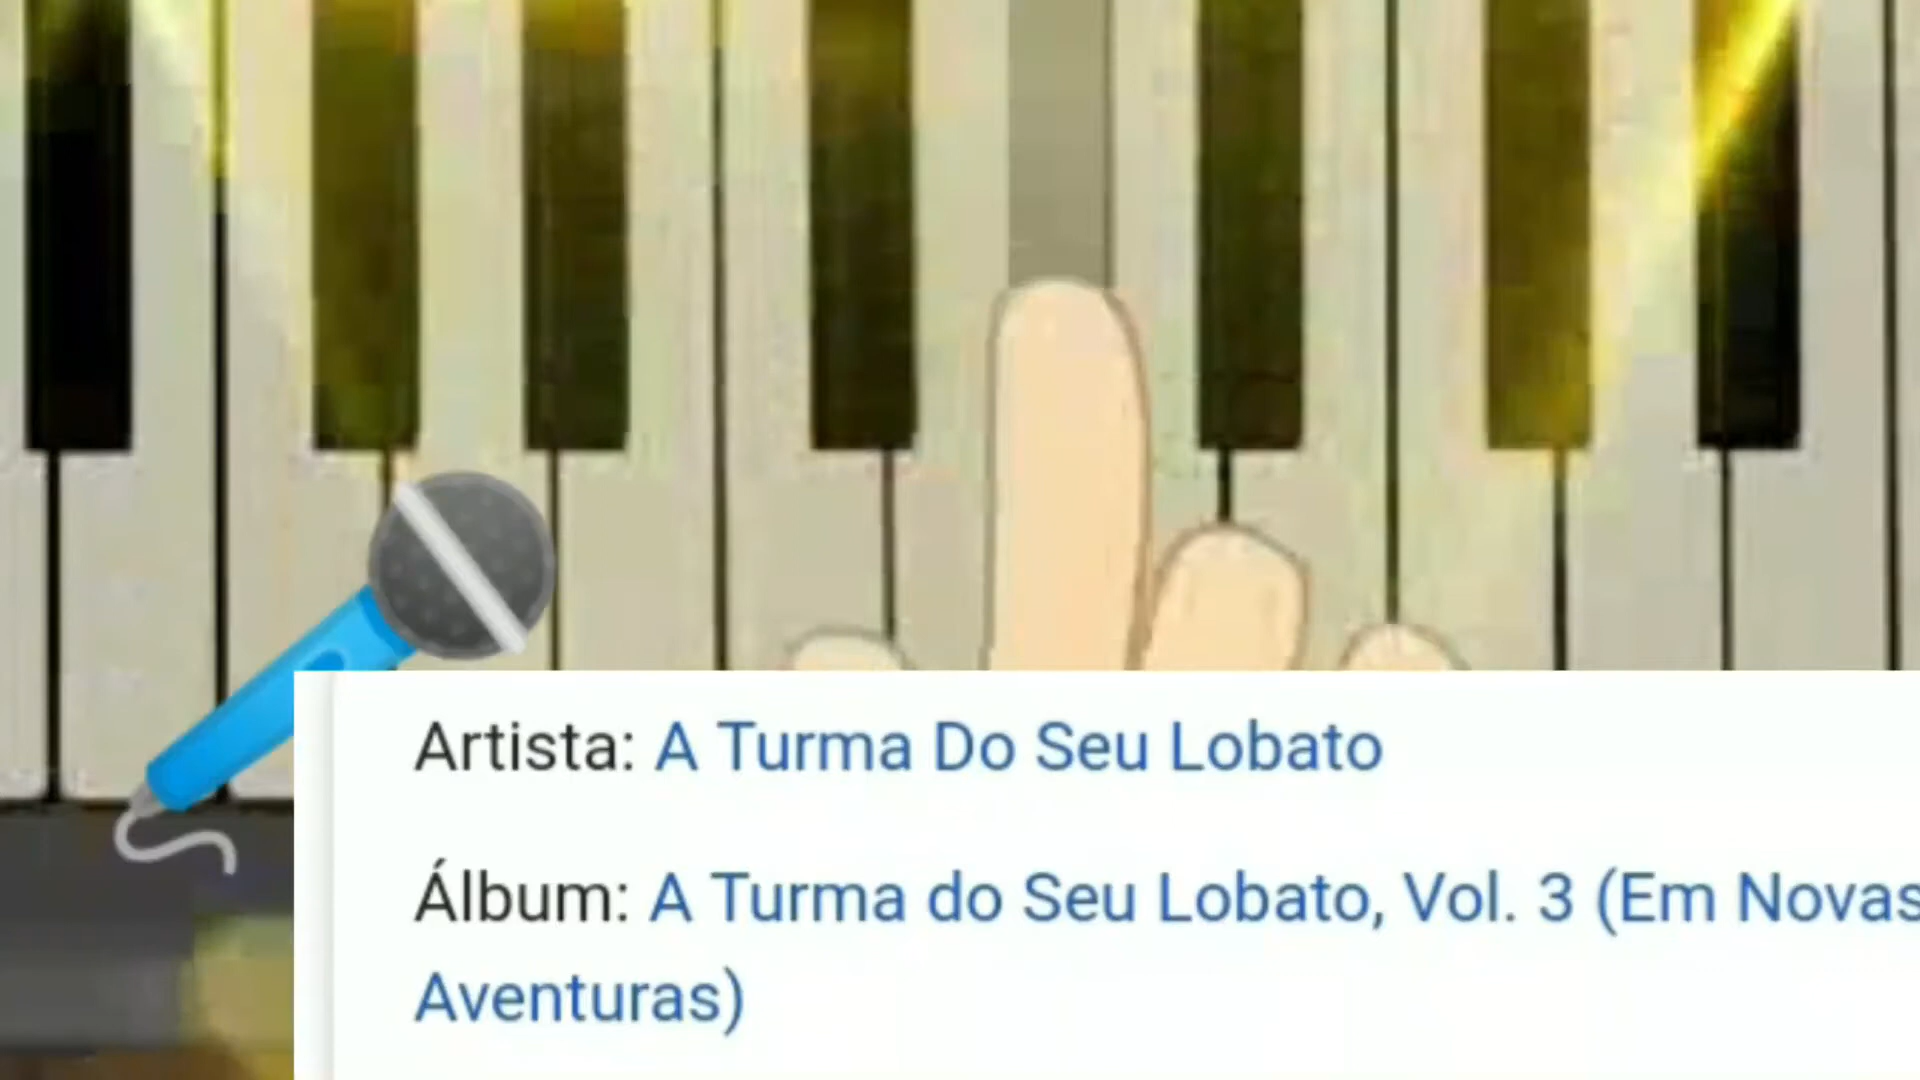 Artista: A Turma Do Seu Lobato
Álbum: A Turma do Seu Lobato, Vol. 3 (Em Novas
Aventuras)